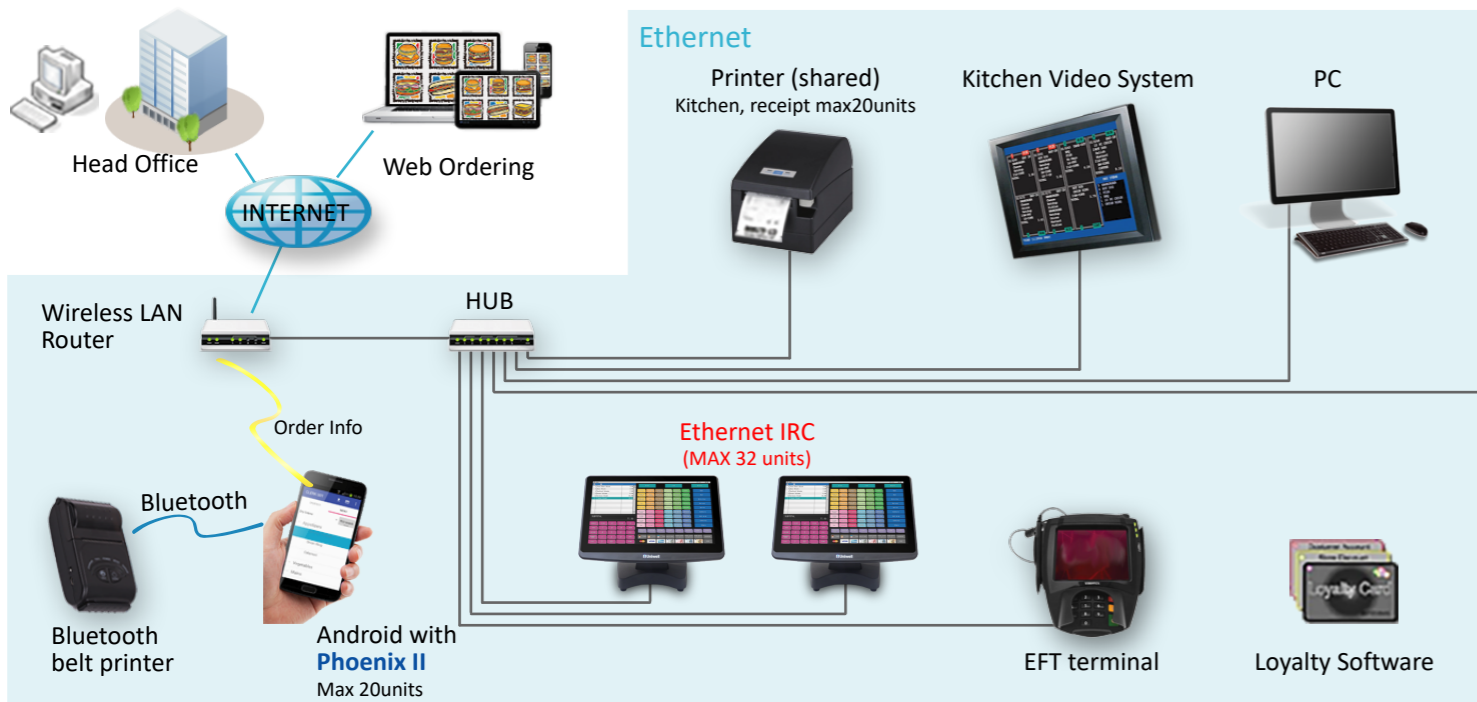 Ethernet
Printer (shared)
Kitchen, receipt max20units
Kitchen Video System
PC
Head Office
Web Ordering
INTERNET
Wireless LAN
Router
HUB
Order Info
Ethernet IRC
(MAX 32 units)
Bluetooth
Bluetooth
belt printer
Android with
Phoenix II
Max 20units
EFT terminal
Loyalty Card
Loyalty Software